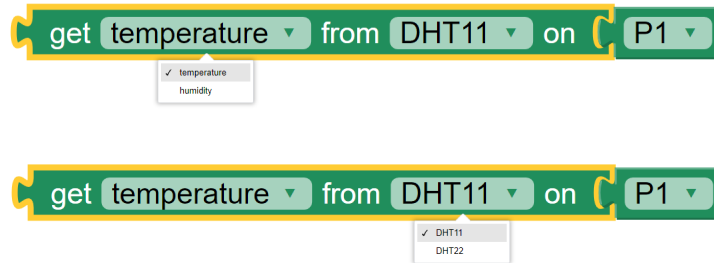 get temperature from DHT11 on P1
✓ temperature
humidity
get temperature from DHT11 on P1
✓ DHT11
DHT22